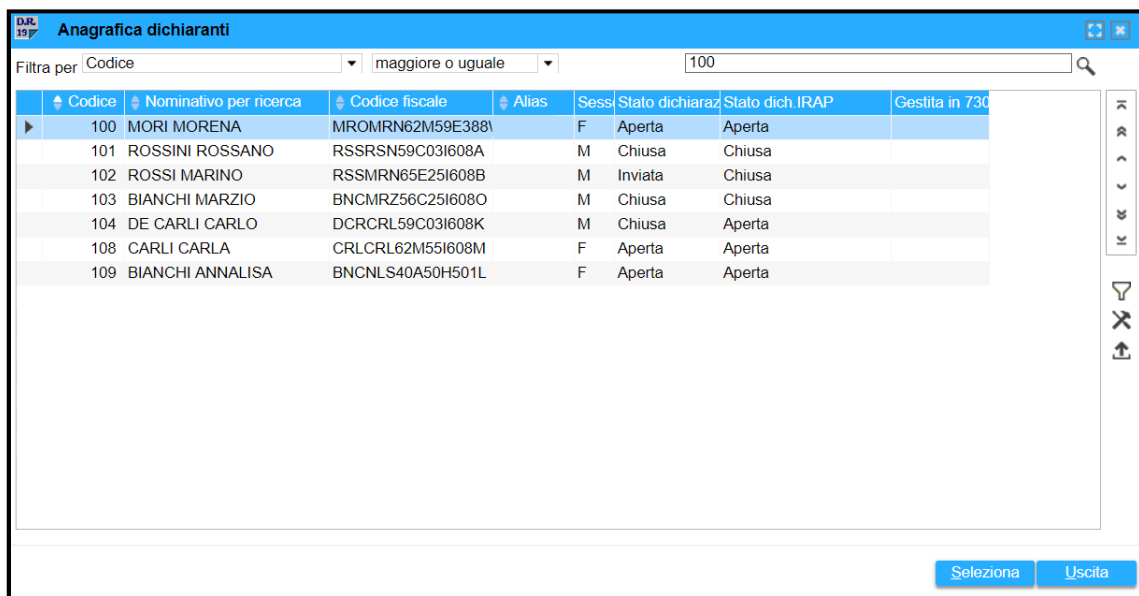 D.R. 19 Anagrafica dichiaranti
Filtra per Codice maggiore o uguale 100
Codice Nominativo per ricerca Codice fiscale Alias Sess Stato dichiaraz Stato dich.IRAP Gestita in 730
100 MORI MORENA MROMRN62M59E388 F Aperta Aperta
101 ROSSINI ROSSANO RSSRSN59C03I608A M Chiusa Chiusa
102 ROSSI MARINO RSSMRN65E25I608B M Inviata Chiusa
103 BIANCHI MARZIO BNCMRZ56C25I608O M Chiusa Chiusa
104 DE CARLI CARLO DCRCRL59C03I608K M Chiusa Aperta
108 CARLI CARLA CRLCRL62M55I608M F Aperta Aperta
109 BIANCHI ANNALISA BNCNLS40A50H501L F Aperta Aperta
Seleziona Uscita